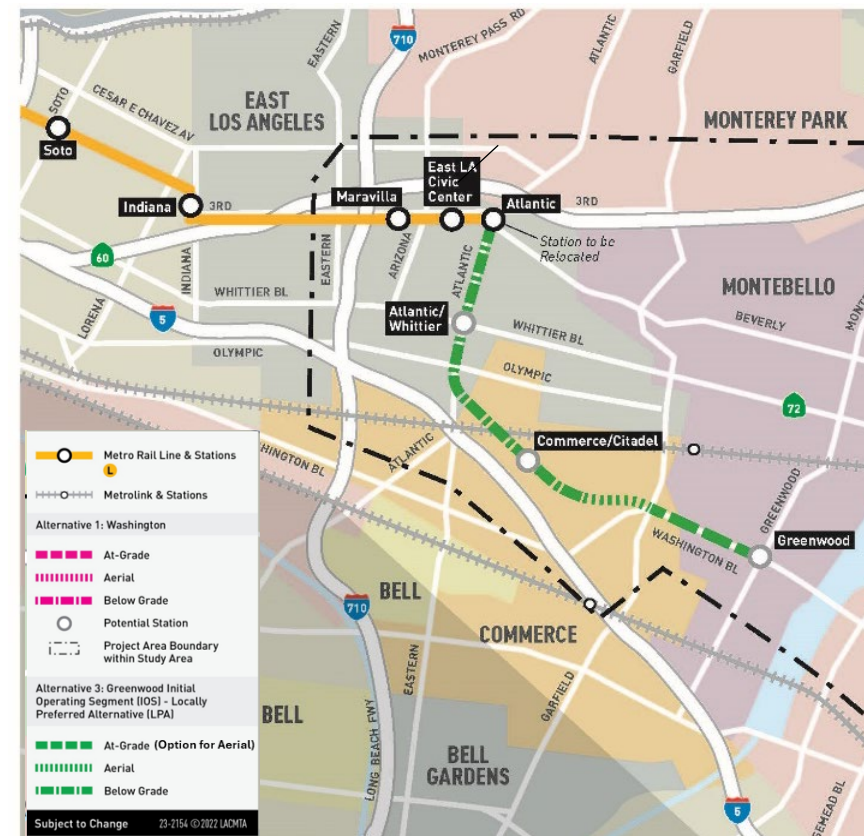 710
EASTERN
MONTEREY PASS RD
ATLANTIC
GARFIELD
SOTO
CESAR E CHAVEZ AV
EAST
LOS ANGELES
MONTEREY PARK
Soto
East LA
Civic
Center
Indiana
3RD
Maravilla
Atlantic
3RD
Station to be
Relocated
60
INDIANA
EASTERN
ARIZONA
ATLANTIC
MONTEBELLO
LORENA
5
WHITTIER BL
Atlantic/
Whittier
WHITTIER BL
BEVERLY
OLYMPIC
OLYMPIC
72
Commerce/Citadel
HINGTON BL
ATLANTIC
GREENWOOD
WASHINGTON BL
Greenwood
710
BELL
COMMERCE
EASTERN
GARFIELD
BELL
LONG BEACH FWY
BELL
GARDENS
5
SEMEAD BL
Metro Rail Line & Stations
L
Metrolink & Stations
Alternative 1: Washington
At-Grade
Aerial
Below Grade
Potential Station
Project Area Boundary
within Study Area
Alternative 3: Greenwood Initial
Operating Segment (IOS) - Locally
Preferred Alternative (LPA)
At-Grade (Option for Aerial)
Aerial
Below Grade
Subject to Change 23-2154 © 2022 LACMTA